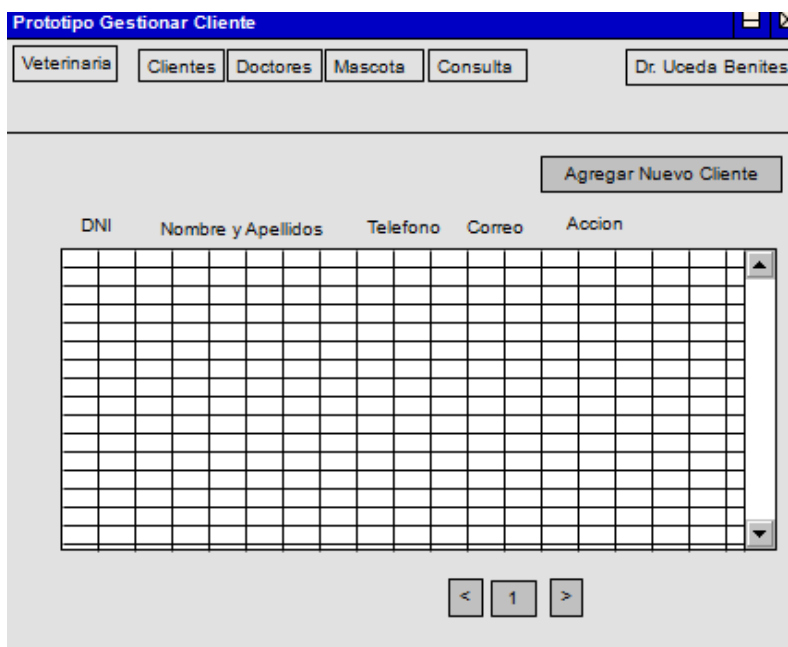 Prototipo Gestionar Cliente
Veterinaria Clientes Doctores Mascota Consulta Dr. Uceda Benites
Agregar Nuevo Cliente
DNI Nombre y Apellidos Telefono Correo Accion
< 1 >